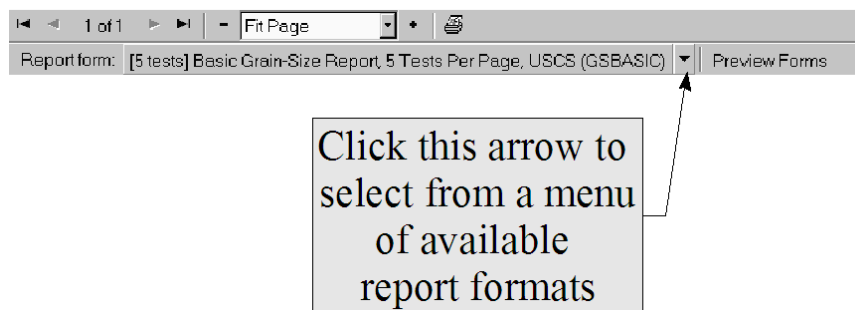 1 of 1 - Fit Page +
Report form: [5 tests] Basic Grain-Size Report, 5 Tests Per Page, USCS (GSBASIC) Preview Forms
Click this arrow to
select from a menu
of available
report formats